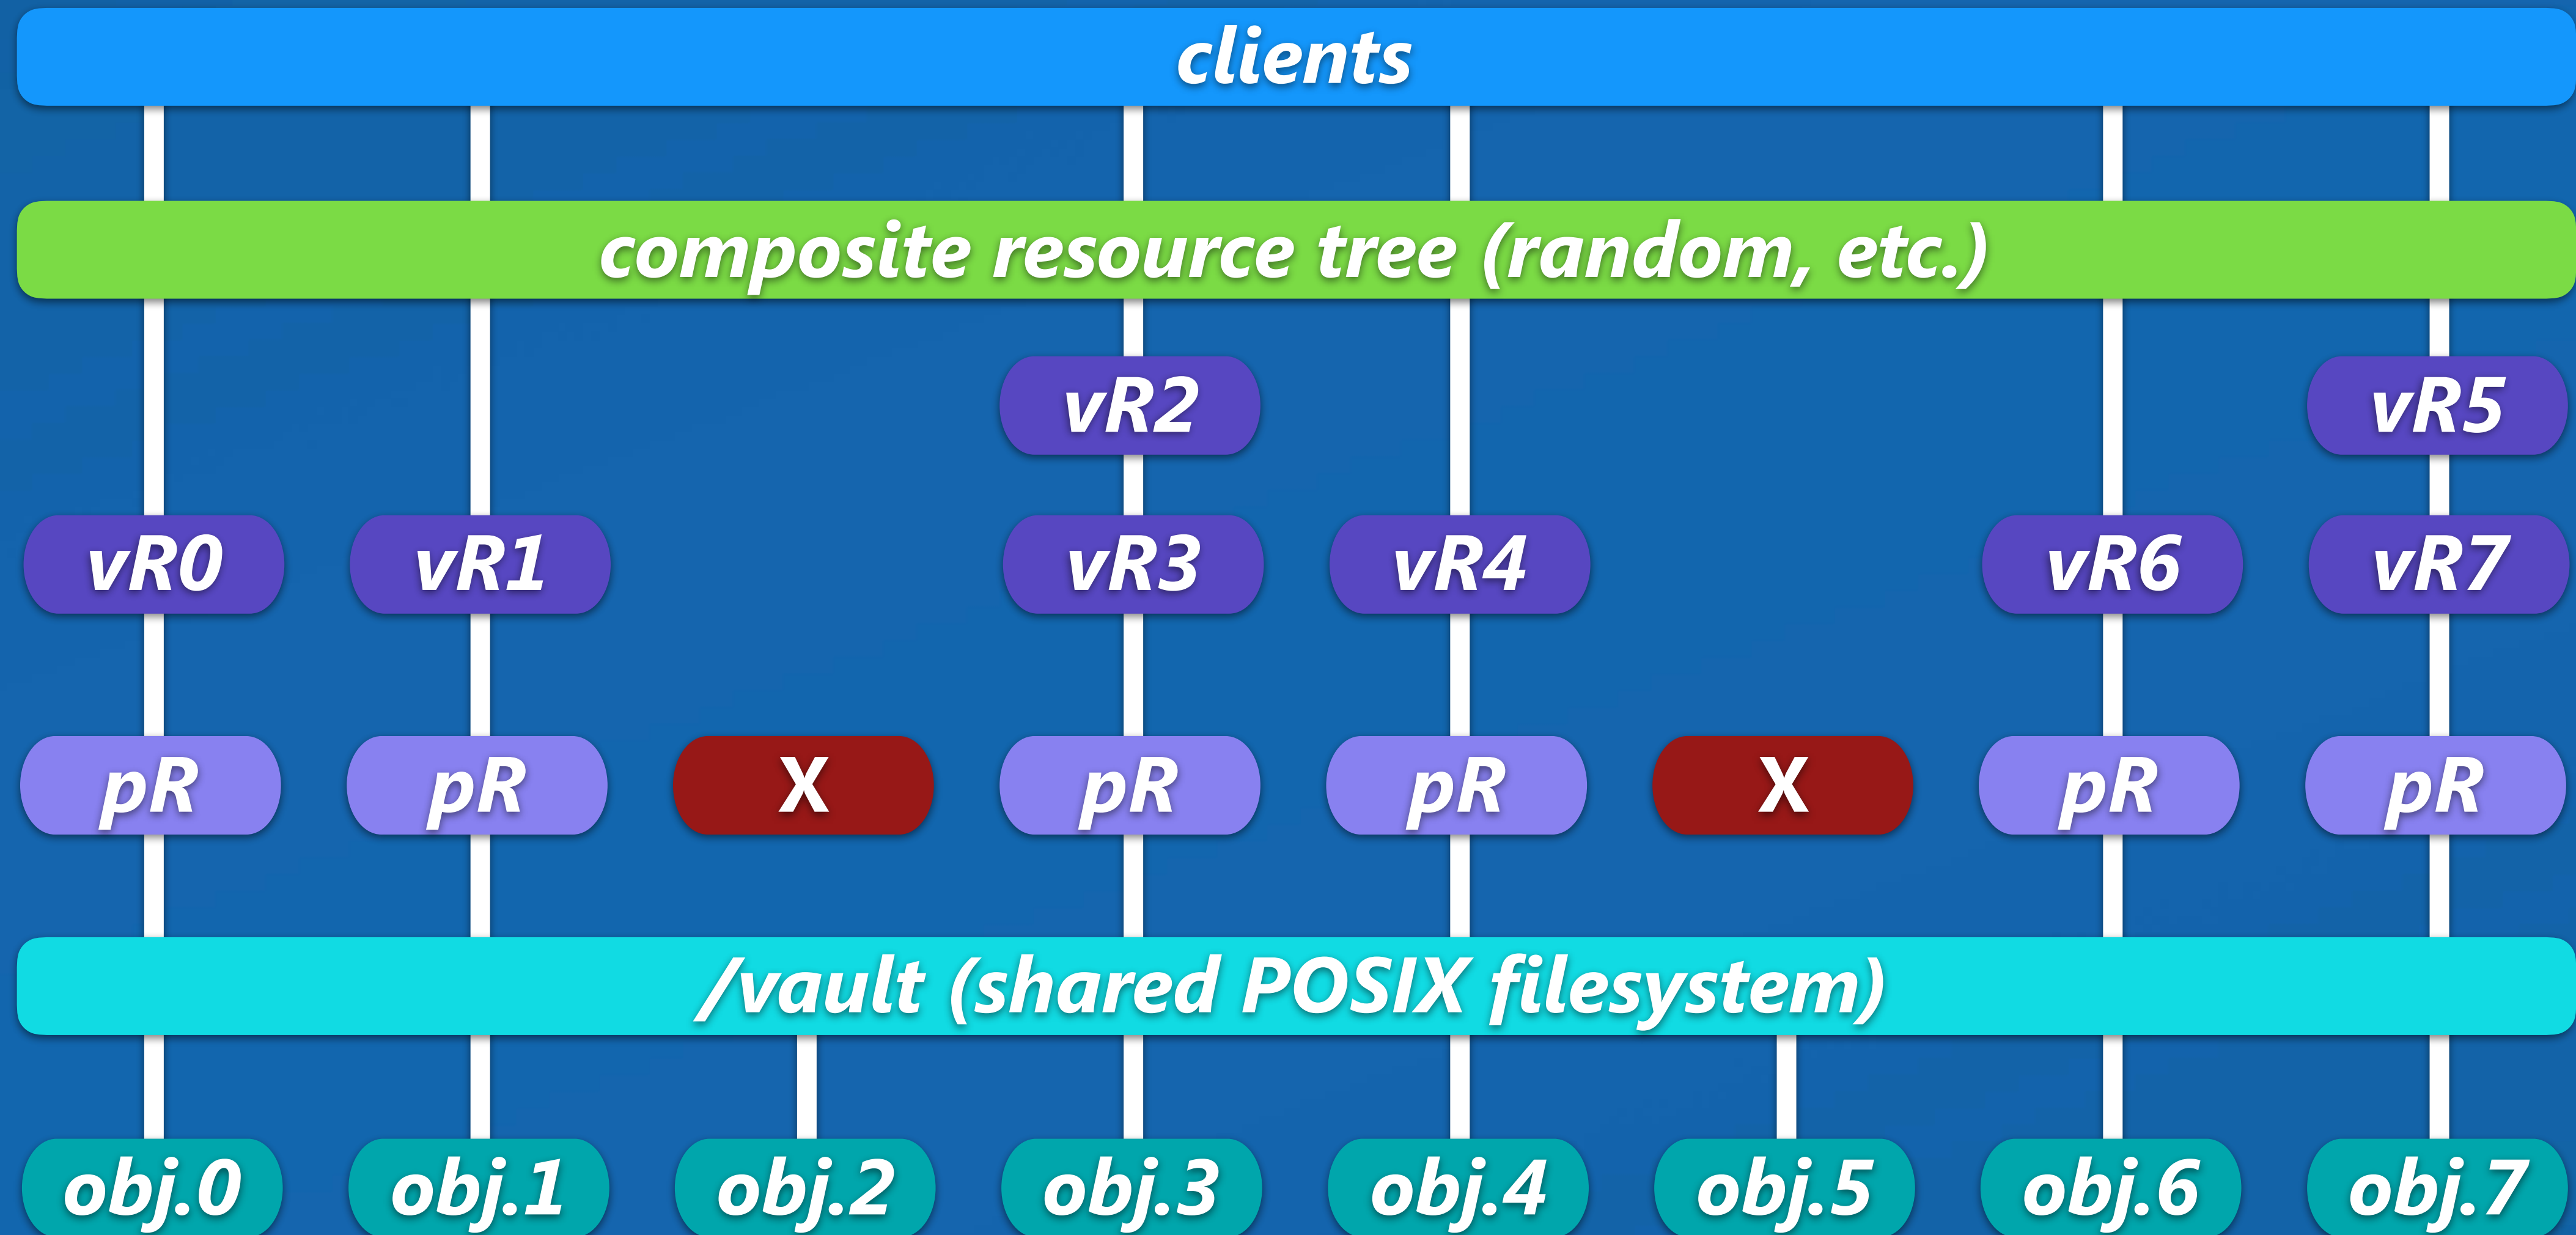 clients
composite resource tree (random, etc.)
vR2
vR5
vR0
vR1
vR3
vR4
vR6
vR7
pR
pR
X
pR
pR
X
pR
pR
/vault (shared POSIX filesystem)
obj.0
obj.1
obj.2
obj.3
obj.4
obj.5
obj.6
obj.7